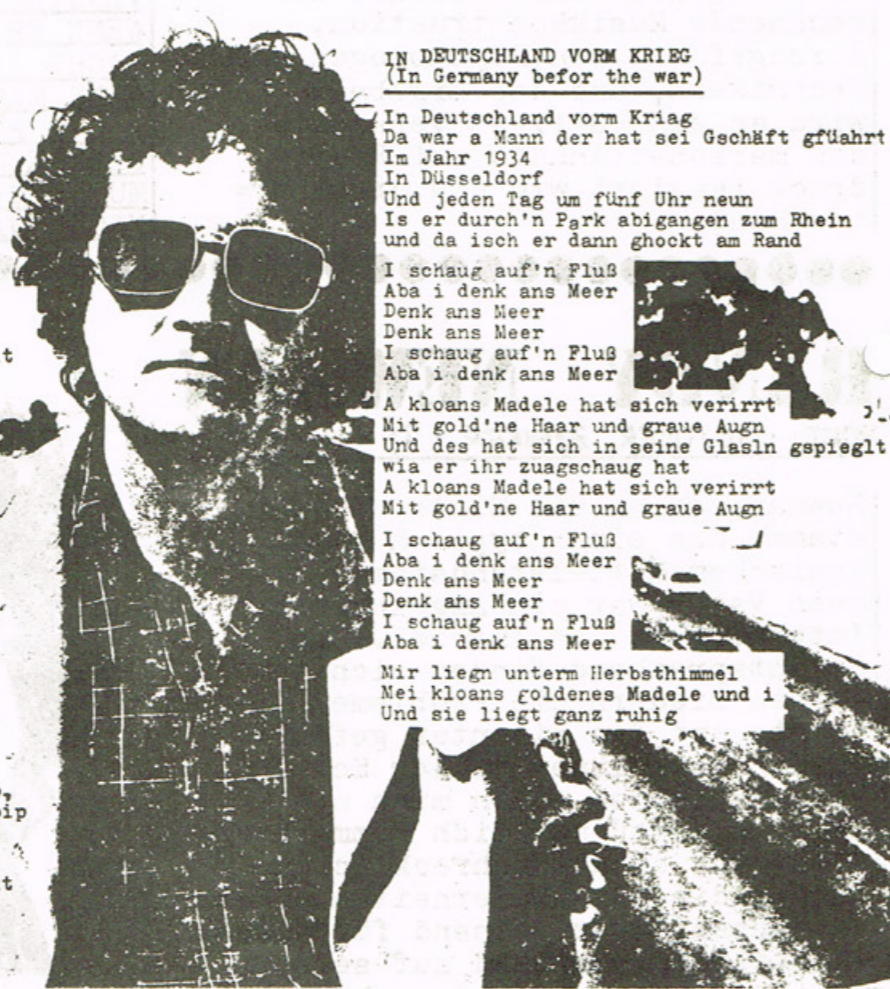 IN DEUTSCHLAND VORM KRIEG
(In Germany befor the war)
In Deutschland vorm Kriag
Da war a Mann der hat sei Gschäft gfüahrt
Im Jahr 1934
In Düsseldorf
Und jeden Tag um fünf Uhr neun
Is er durch'n Park abigangen zum Rhein
und da isch er dann ghockt am Rand
I schaug auf'n Fluß
Aba i denk ans Meer
Denk ans Meer
Denk ans Meer
I schaug auf'n Fluß
Aba i denk ans Meer
A kloans Madele hat sich verirrt
Mit gold'ne Haar und graue Augn
Und des hat sich in seine Glasln gspieglt
wia er ihr zuagschaug hat
A kloans Madele hat sich verirrt
Mit gold'ne Haar und graue Augn
I schaug auf'n Fluß
Aba i denk ans Meer
Denk ans Meer
Denk ans Meer
I schaug auf'n Fluß
Aba i denk ans Meer
Mir liegn unterm Herbsthimmel
Mei kloans goldenes Madele und i
Und sie liegt ganz ruhig